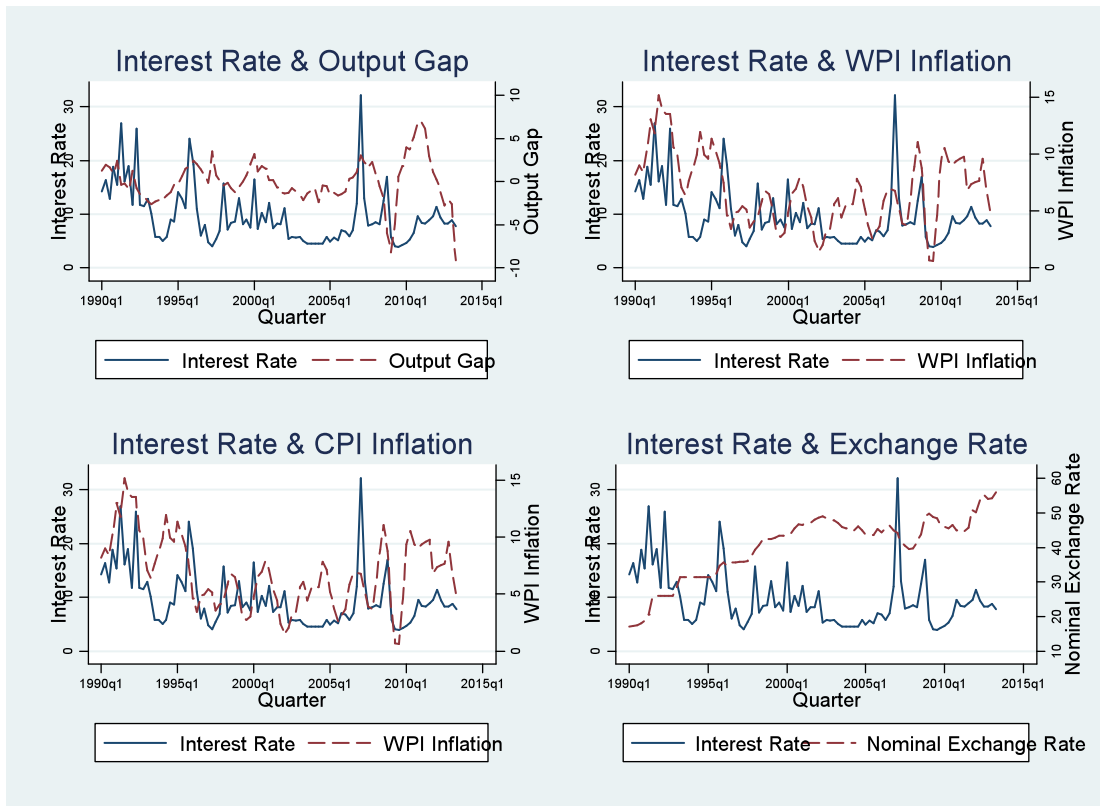 Interest Rate & Output Gap
Interest Rate
0
10
20
30
Output Gap
-10
-5
0
5
10
1990q1 1995q1 2000q1 2005q1 2010q1 2015q1
Quarter
Interest Rate Output Gap
Interest Rate & WPI Inflation
Interest Rate
0
10
20
30
WPI Inflation
0
5
10
15
1990q1 1995q1 2000q1 2005q1 2010q1 2015q1
Quarter
Interest Rate WPI Inflation
Interest Rate & CPI Inflation
Interest Rate
0
10
20
30
WPI Inflation
0
5
10
15
1990q1 1995q1 2000q1 2005q1 2010q1 2015q1
Quarter
Interest Rate WPI Inflation
Interest Rate & Exchange Rate
Interest Rate
0
10
20
30
Nominal Exchange Rate
10
20
30
40
50
60
1990q1 1995q1 2000q1 2005q1 2010q1 2015q1
Quarter
Interest Rate Nominal Exchange Rate